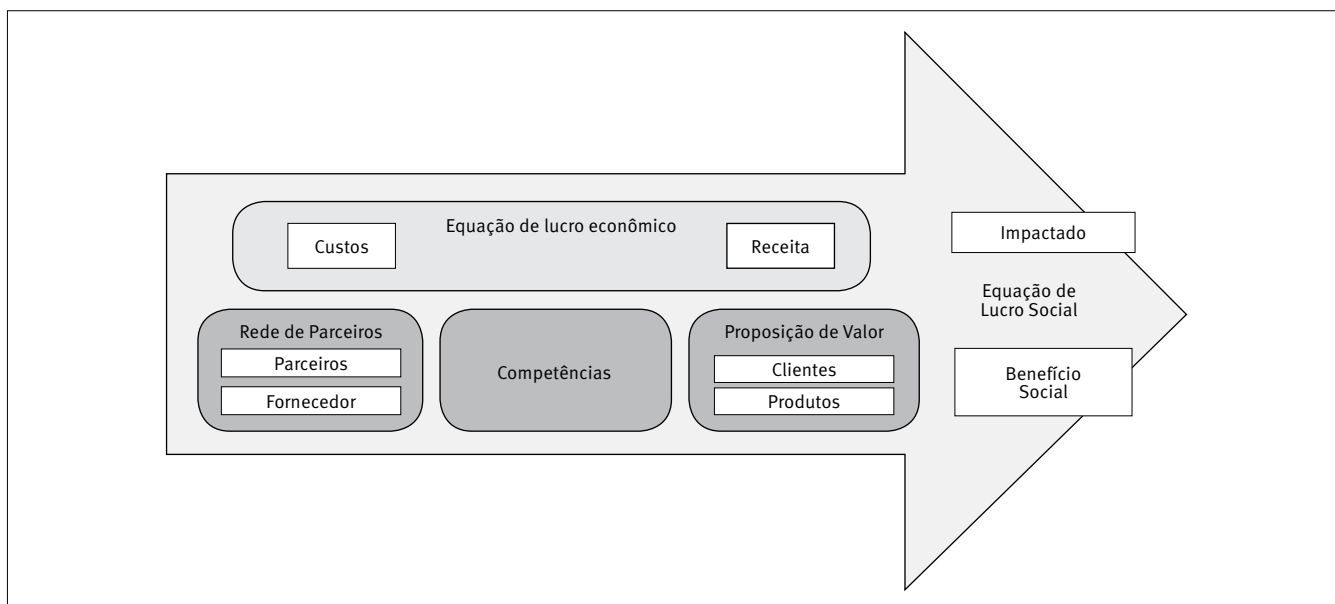 Equação de lucro econômico
Custos
Receita
Rede de Parceiros
Parceiros
Fornecedor
Competências
Proposição de Valor
Clientes
Produtos
Impactado
Equação de
Lucro Social
Benefício
Social